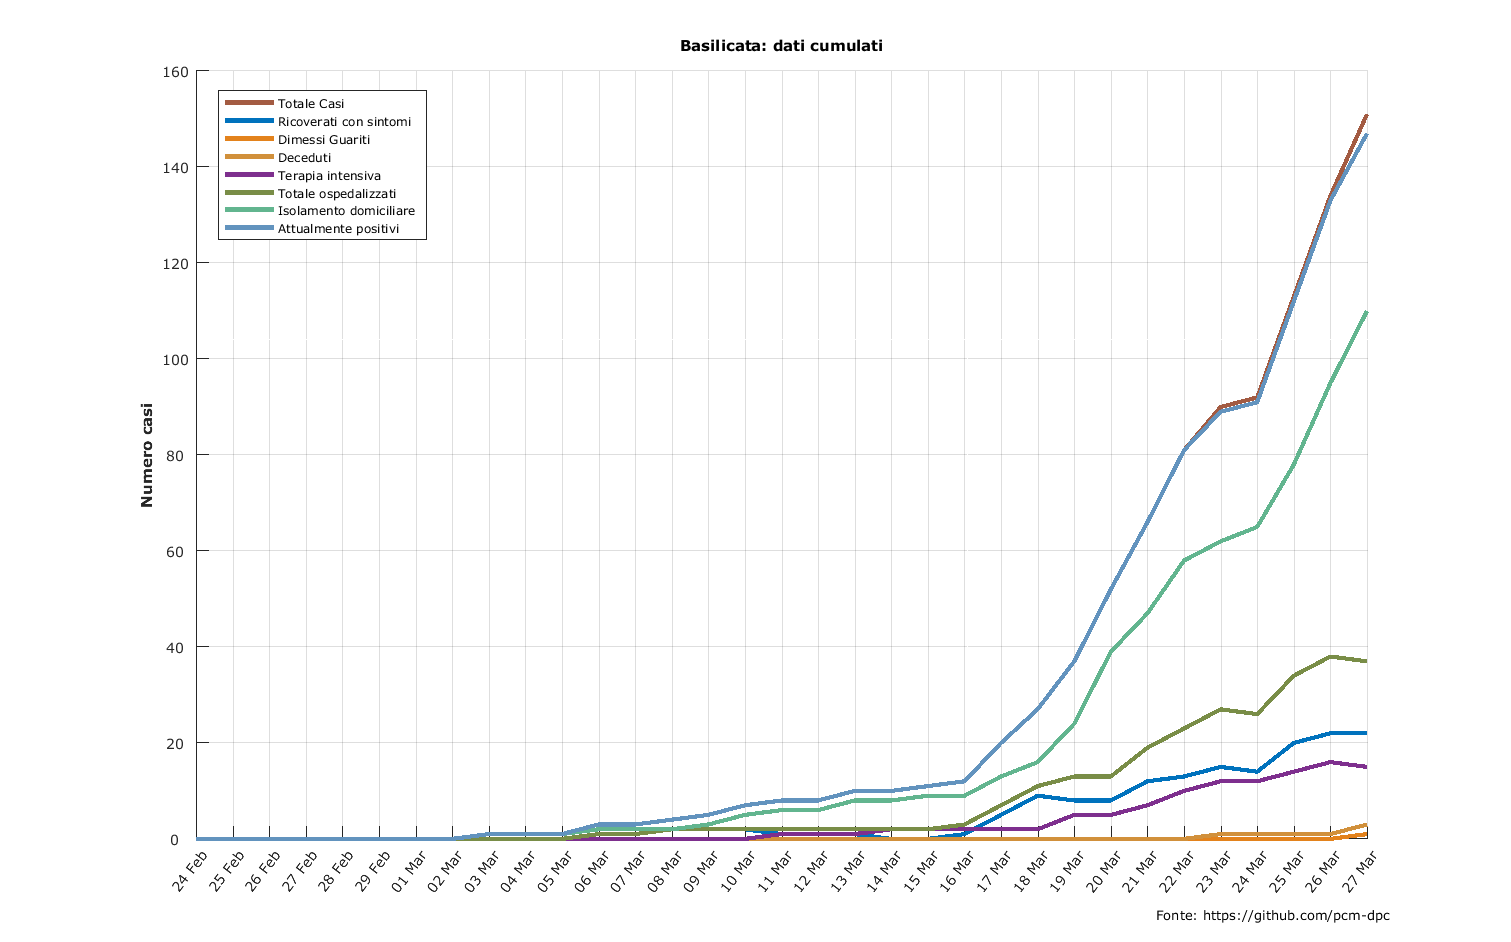 Basilicata: dati cumulati
160
140
120
100
80
60
40
20
0
Numero casi
Totale Casi
Ricoverati con sintomi
Dimessi Guariti
Deceduti
Terapia intensiva
Totale ospedalizzati
Isolamento domiciliare
Attualmente positivi
24 Feb
25 Feb
26 Feb
27 Feb
28 Feb
29 Feb
01 Mar
02 Mar
03 Mar
04 Mar
05 Mar
06 Mar
07 Mar
08 Mar
09 Mar
10 Mar
11 Mar
12 Mar
13 Mar
14 Mar
15 Mar
16 Mar
17 Mar
18 Mar
19 Mar
20 Mar
21 Mar
22 Mar
23 Mar
24 Mar
25 Mar
26 Mar
27 Mar
Fonte: https://github.com/pcm-dpc